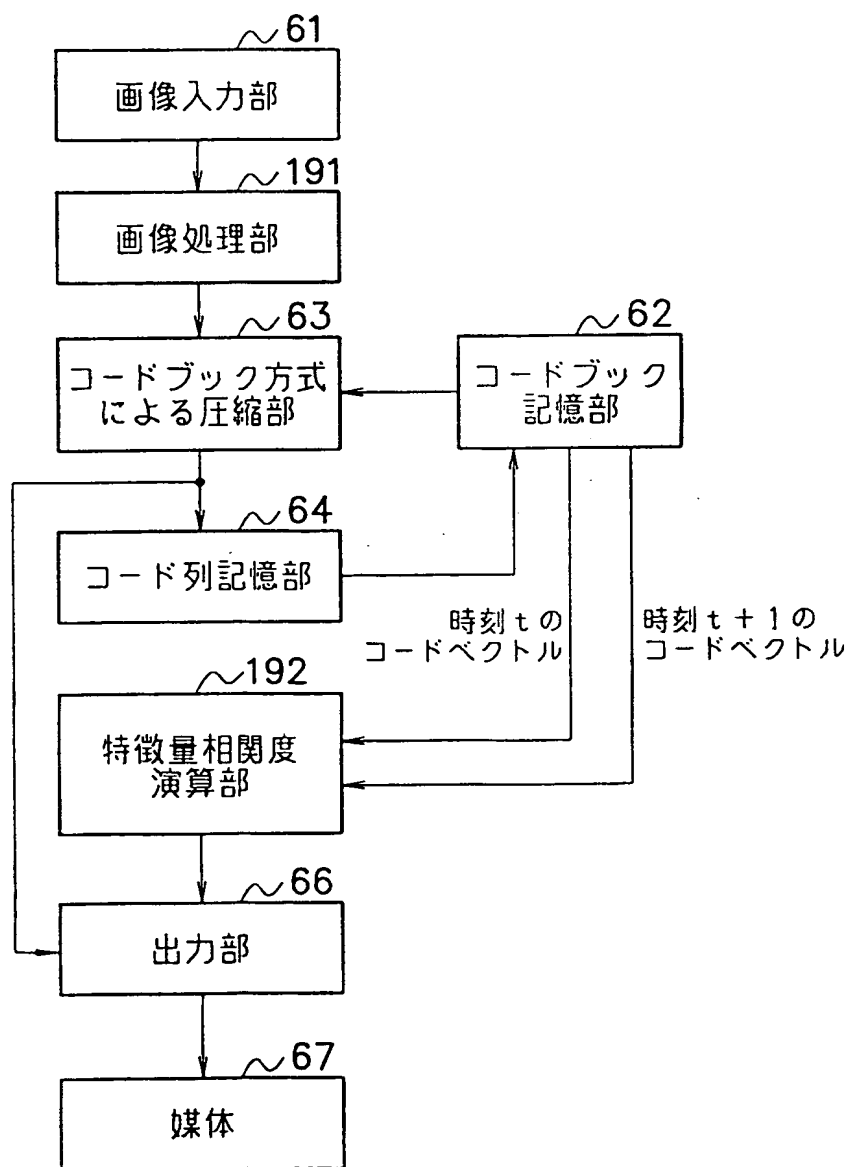 61
画像入力部
191
画像処理部
63
コードブック方式
による圧縮部
62
コードブック
記憶部
64
コード列記憶部
時刻tの
コードベクトル
時刻t+1の
コードベクトル
192
特徴量相関度
演算部
66
出力部
67
媒体